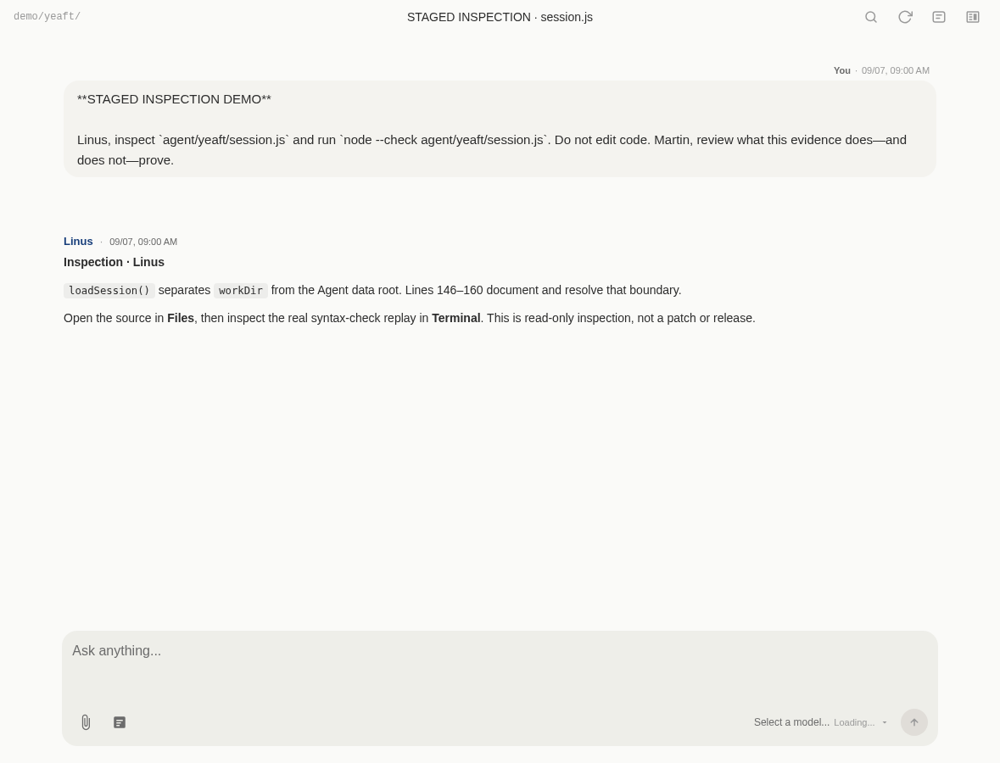 demo/yeaft/
STAGED INSPECTION · session.js
You · 09/07, 09:00 AM
**STAGED INSPECTION DEMO**
Linus, inspect `agent/yeaft/session.js` and run `node --check agent/yeaft/session.js`. Do not edit code. Martin, review what this evidence does—and
does not—prove.
Linus · 09/07, 09:00 AM
Inspection · Linus
loadSession() separates workDir from the Agent data root. Lines 146–160 document and resolve that boundary.
Open the source in Files, then inspect the real syntax-check replay in Terminal. This is read-only inspection, not a patch or release.
Ask anything...
Select a model... Loading...